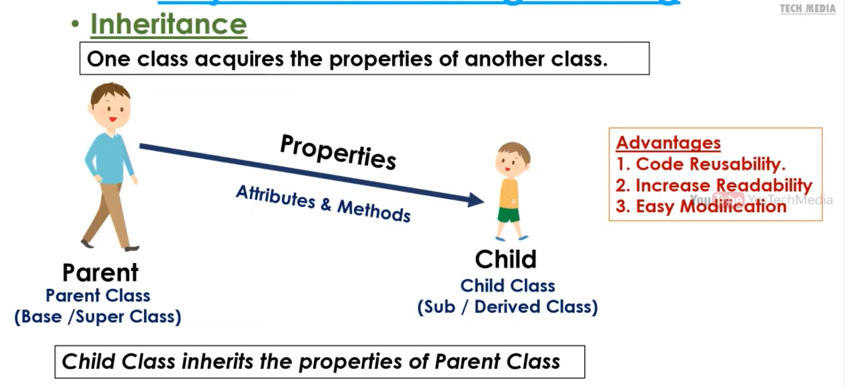 TECH MEDIA
• Inheritance
One class acquires the properties of another class.
Properties
Attributes & Methods
Advantages
1. Code Reusability.
2. Increase Readability
3. Easy Modification
Parent
Parent Class
(Base /Super Class)
Child
Child Class
(Sub / Derived Class)
Child Class inherits the properties of Parent Class